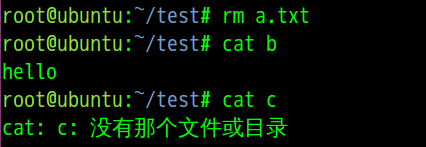 root@ubuntu:~/test# rm a.txt
root@ubuntu:~/test# cat b
hello
root@ubuntu:~/test# cat c
cat: c: 没有那个文件或目录